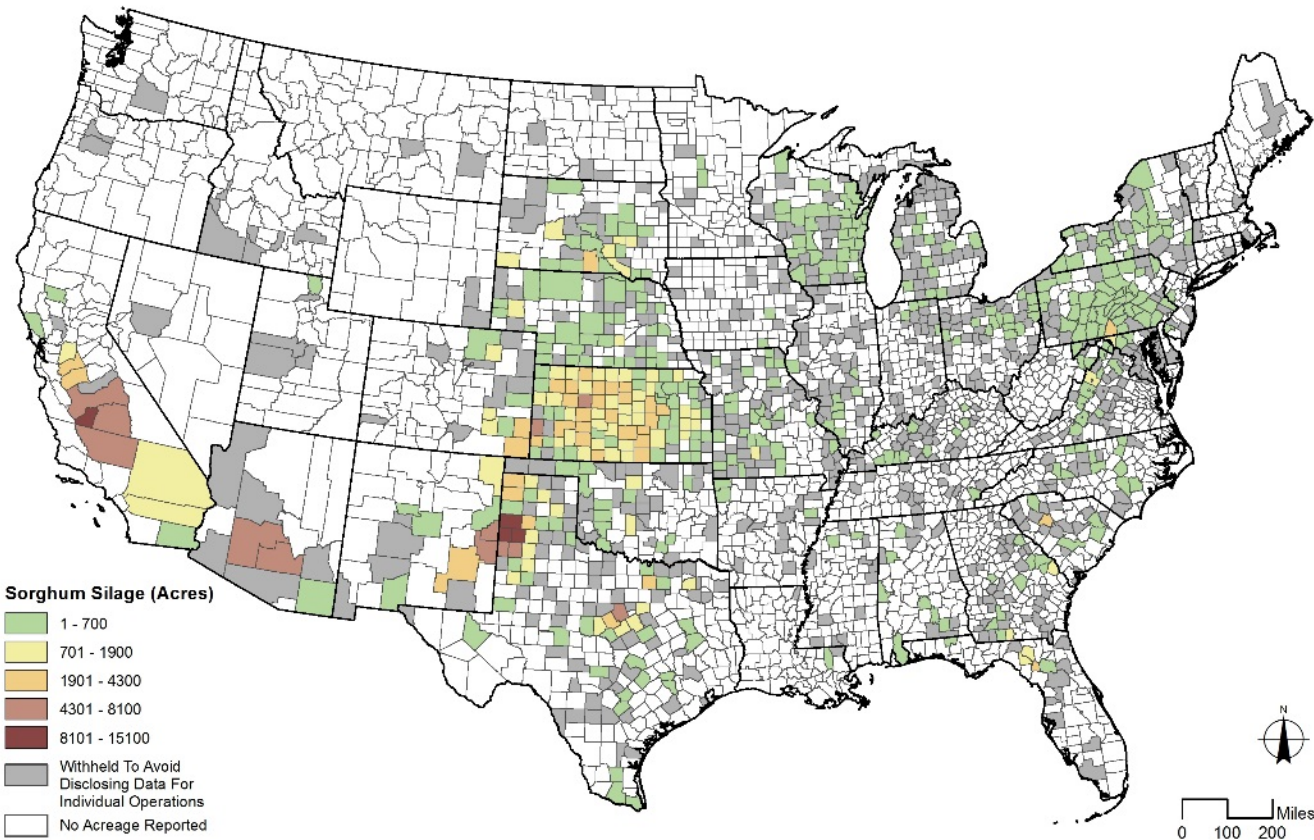 Sorghum Silage (Acres)
1 - 700
701 - 1900
1901 - 4300
4301 - 8100
8101 - 15100
Withheld To Avoid
Disclosing Data For
Individual Operations
No Acreage Reported
N
Miles
0 100 200